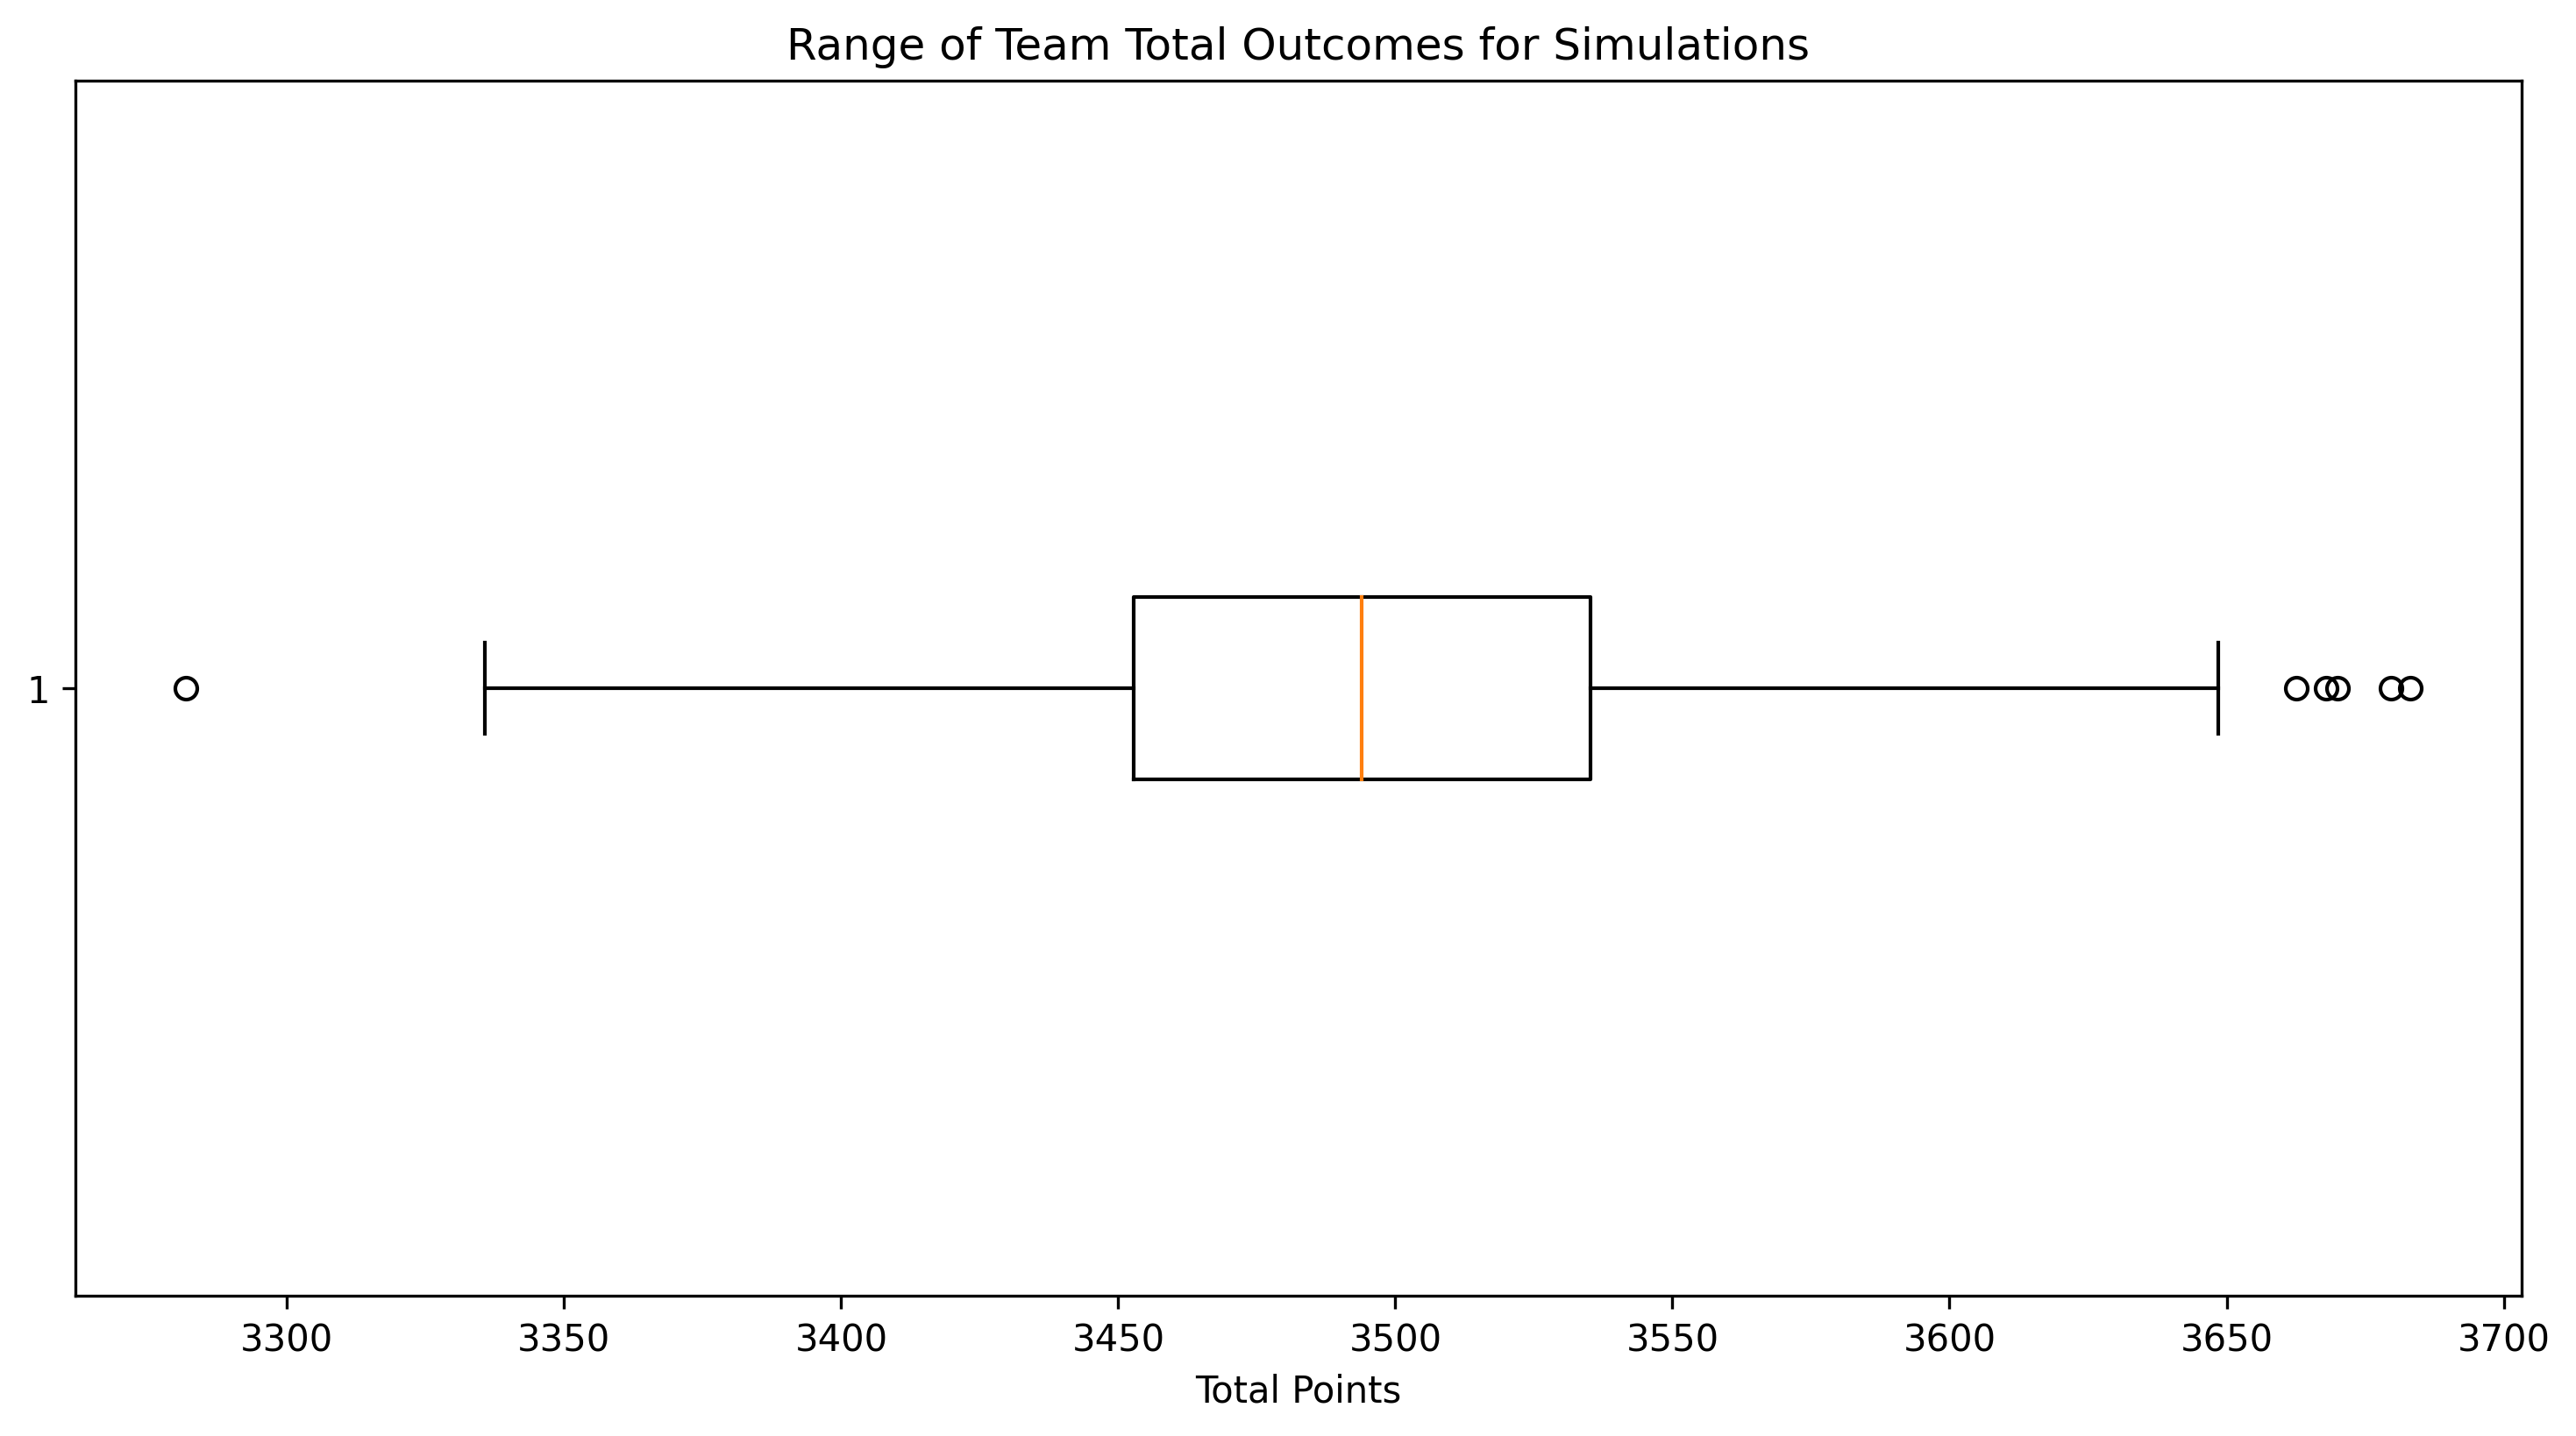 Range of Team Total Outcomes for Simulations
1
3300 3350 3400 3450 3500 3550 3600 3650 3700
Total Points